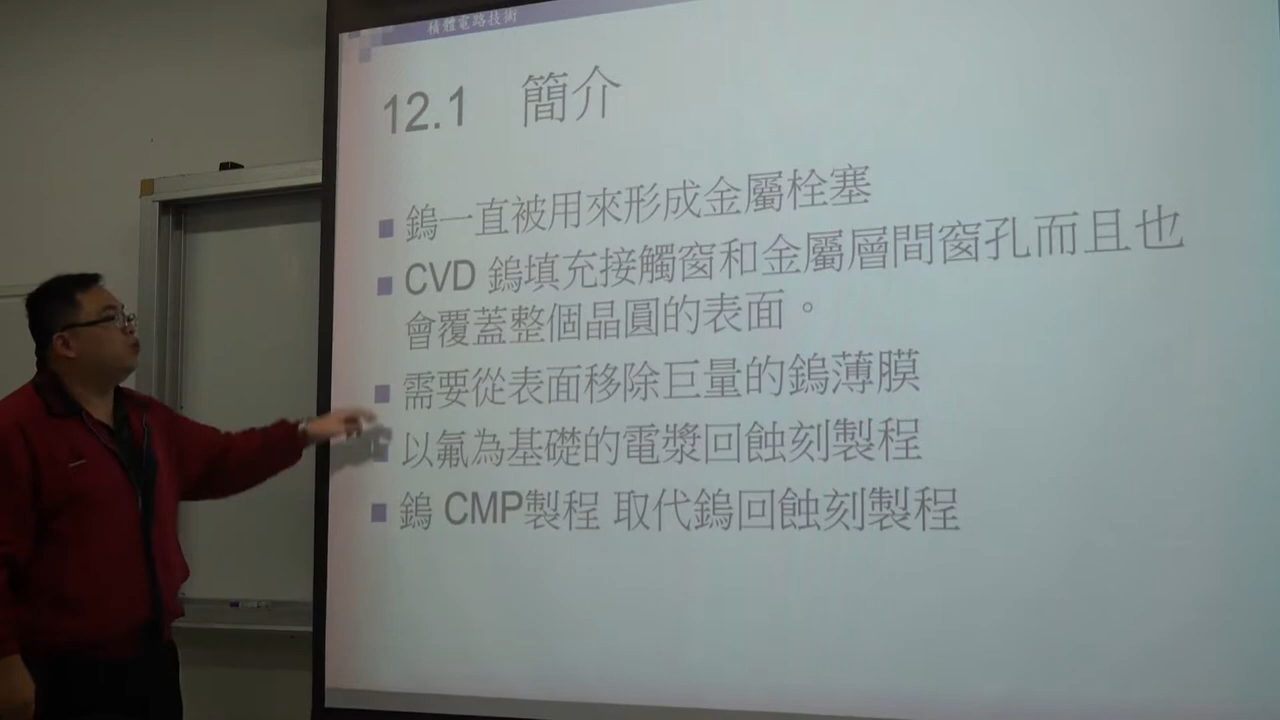 積體電路技術
12.1 簡介
鎢一直被用來形成金屬栓塞
CVD 鎢填充接觸窗和金屬層間窗孔而且也
會覆蓋整個晶圓的表面。
需要從表面移除巨量的鎢薄膜
以氟為基礎的電漿回蝕刻製程
鎢 CMP製程 取代鎢回蝕刻製程